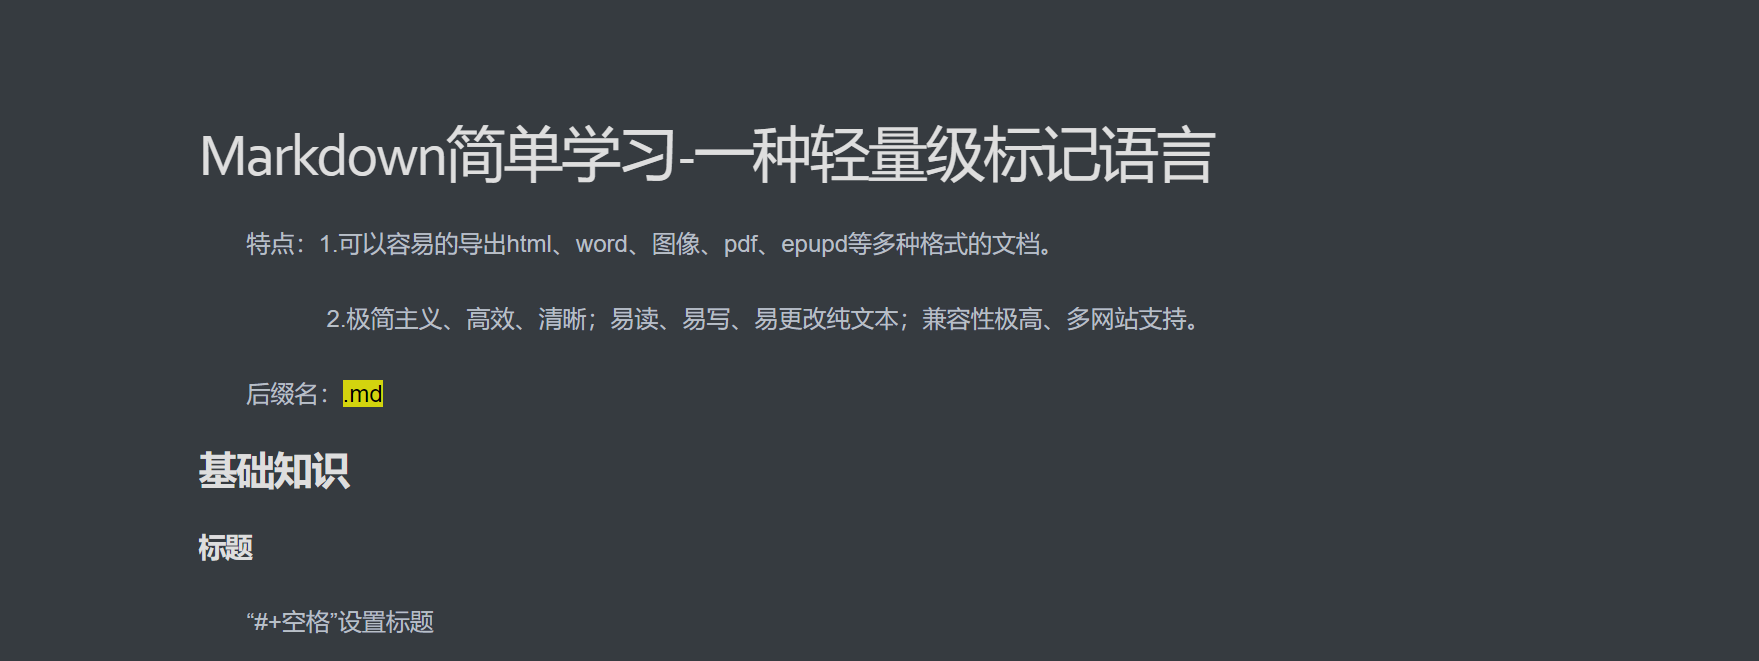 Markdown简单学习-一种轻量级标记语言
特点：1.可以容易的导出html、word、图像、pdf、epupd等多种格式的文档。
2.极简主义、高效、清晰；易读、易写、易更改纯文本；兼容性极高、多网站支持。
后缀名：.md
基础知识
标题
“#+空格”设置标题